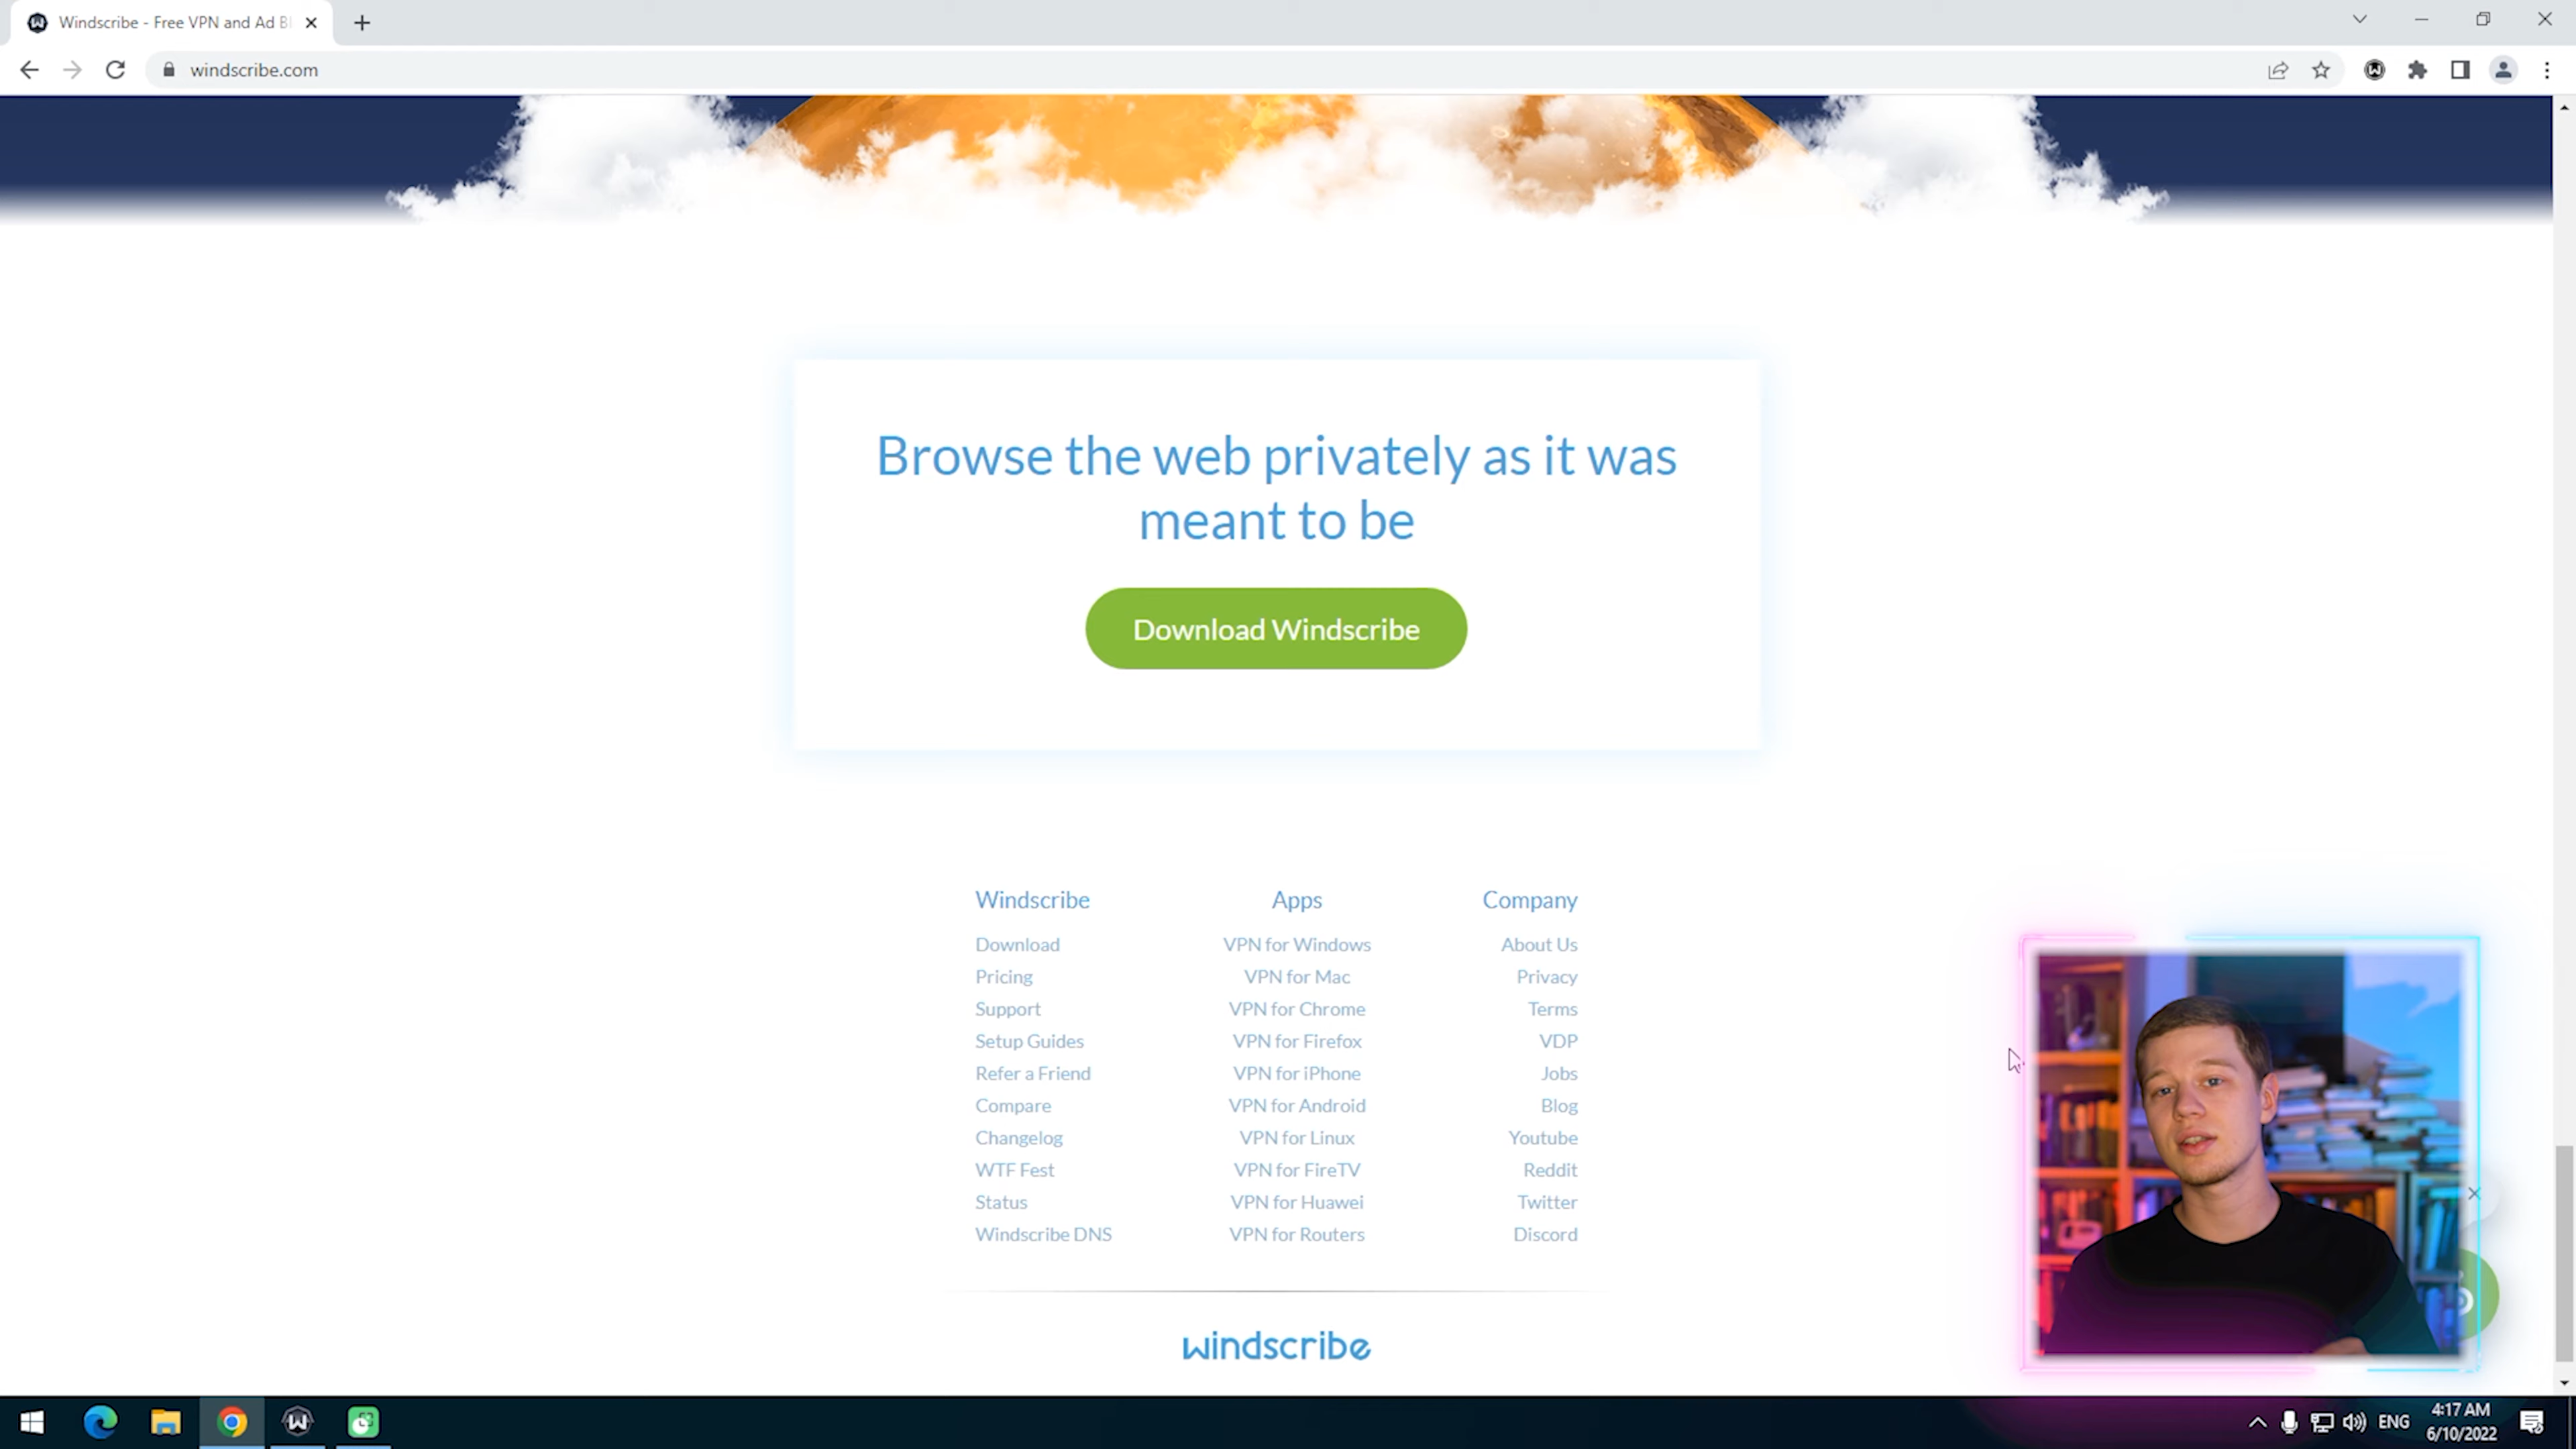 Windscribe - Free VPN and Ad Bl
windscribe.com
Browse the web privately as it was
meant to be
Download Windscribe
Windscribe
Download
Pricing
Support
Setup Guides
Refer a Friend
Compare
Changelog
WTF Fest
Status
Windscribe DNS
Apps
VPN for Windows
VPN for Mac
VPN for Chrome
VPN for Firefox
VPN for iPhone
VPN for Android
VPN for Linux
VPN for FireTV
VPN for Huawei
VPN for Routers
Company
About Us
Privacy
Terms
VDP
Jobs
Blog
Youtube
Reddit
Twitter
Discord
windscribe
ENG
4:17 AM
6/10/2022